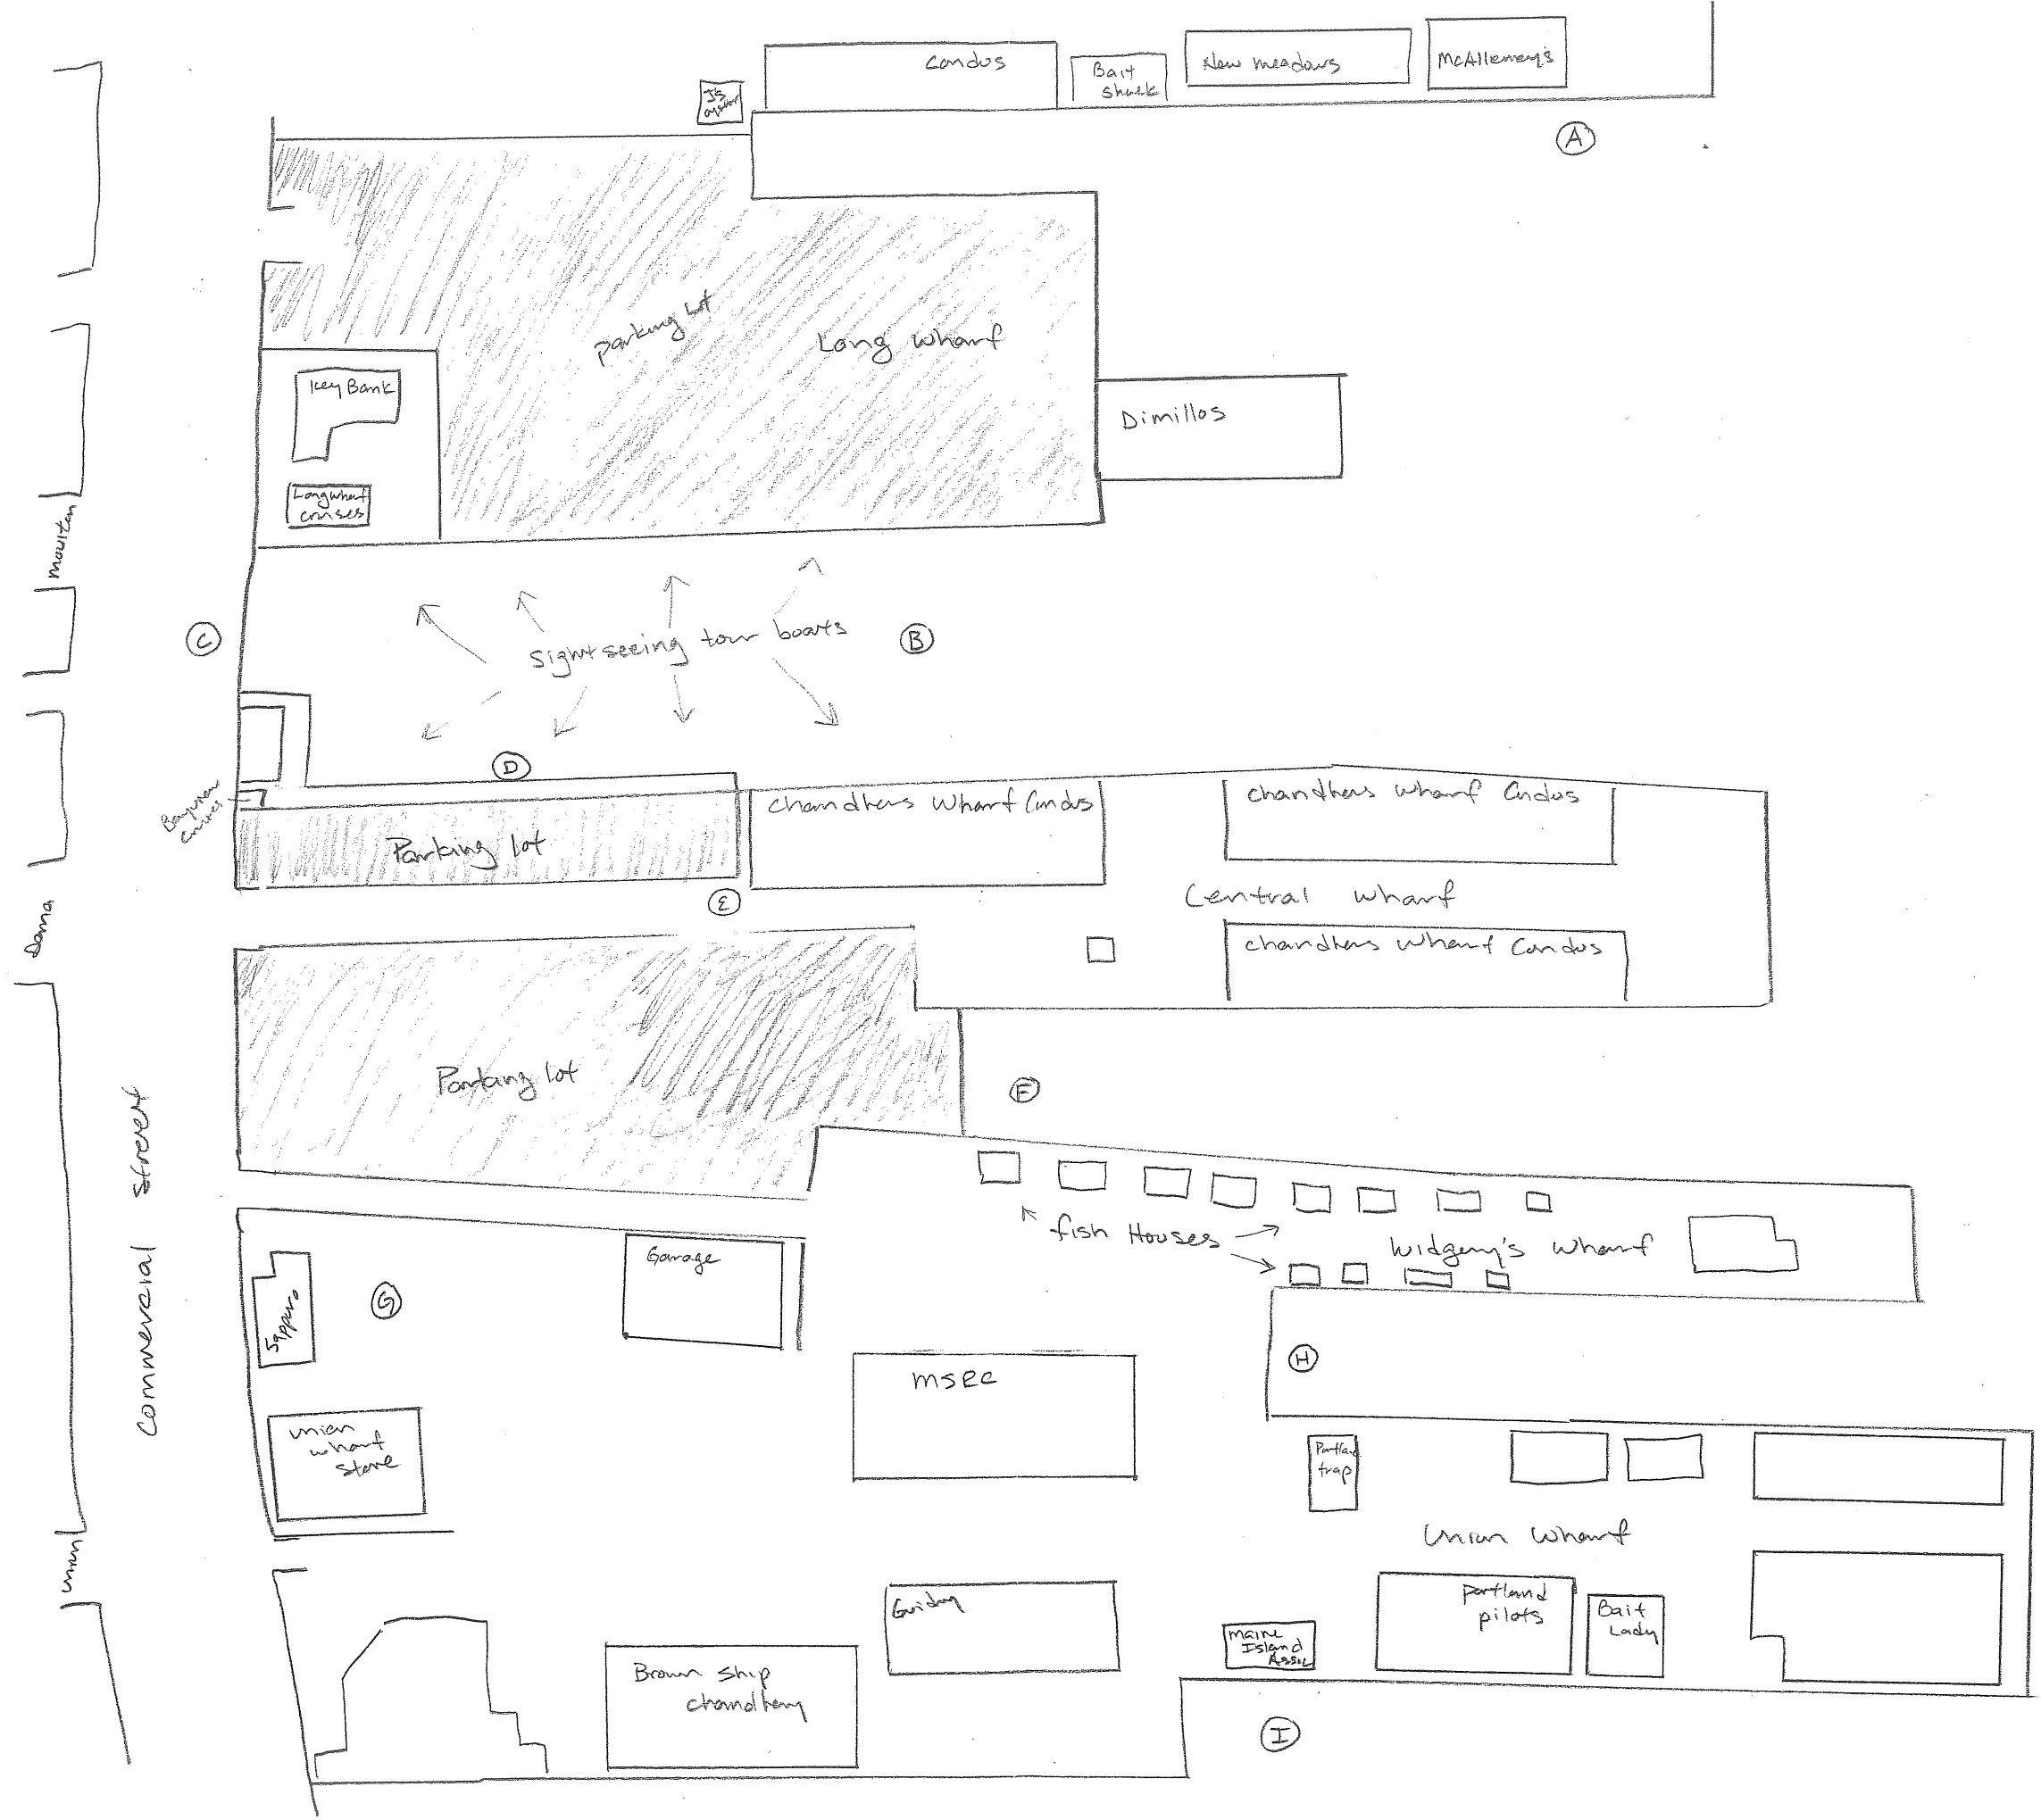 Condos
Bait
Shack
New Meadows
McAlleney's
J's
oyster
A
parking lot
Long Wharf
Key Bank
Dimillos
Long Wharf
cruises
moulton
C
Sightseeing tour boats
B
D
Chandlers Wharf Condos
Chandlers Wharf Condos
Parking lot
E
Central Wharf
Dana
Chandlers Wharf Condos
Parking lot
F
Commercial Street
fish Houses
Widgery's Wharf
Garage
G
H
MSRC
Union
Wharf
Store
Portland
trap
Union Wharf
Union
Portland
pilots
Bait
Lady
Guidry
Maine
Island
Assoc
Brown Ship
Chandlery
I